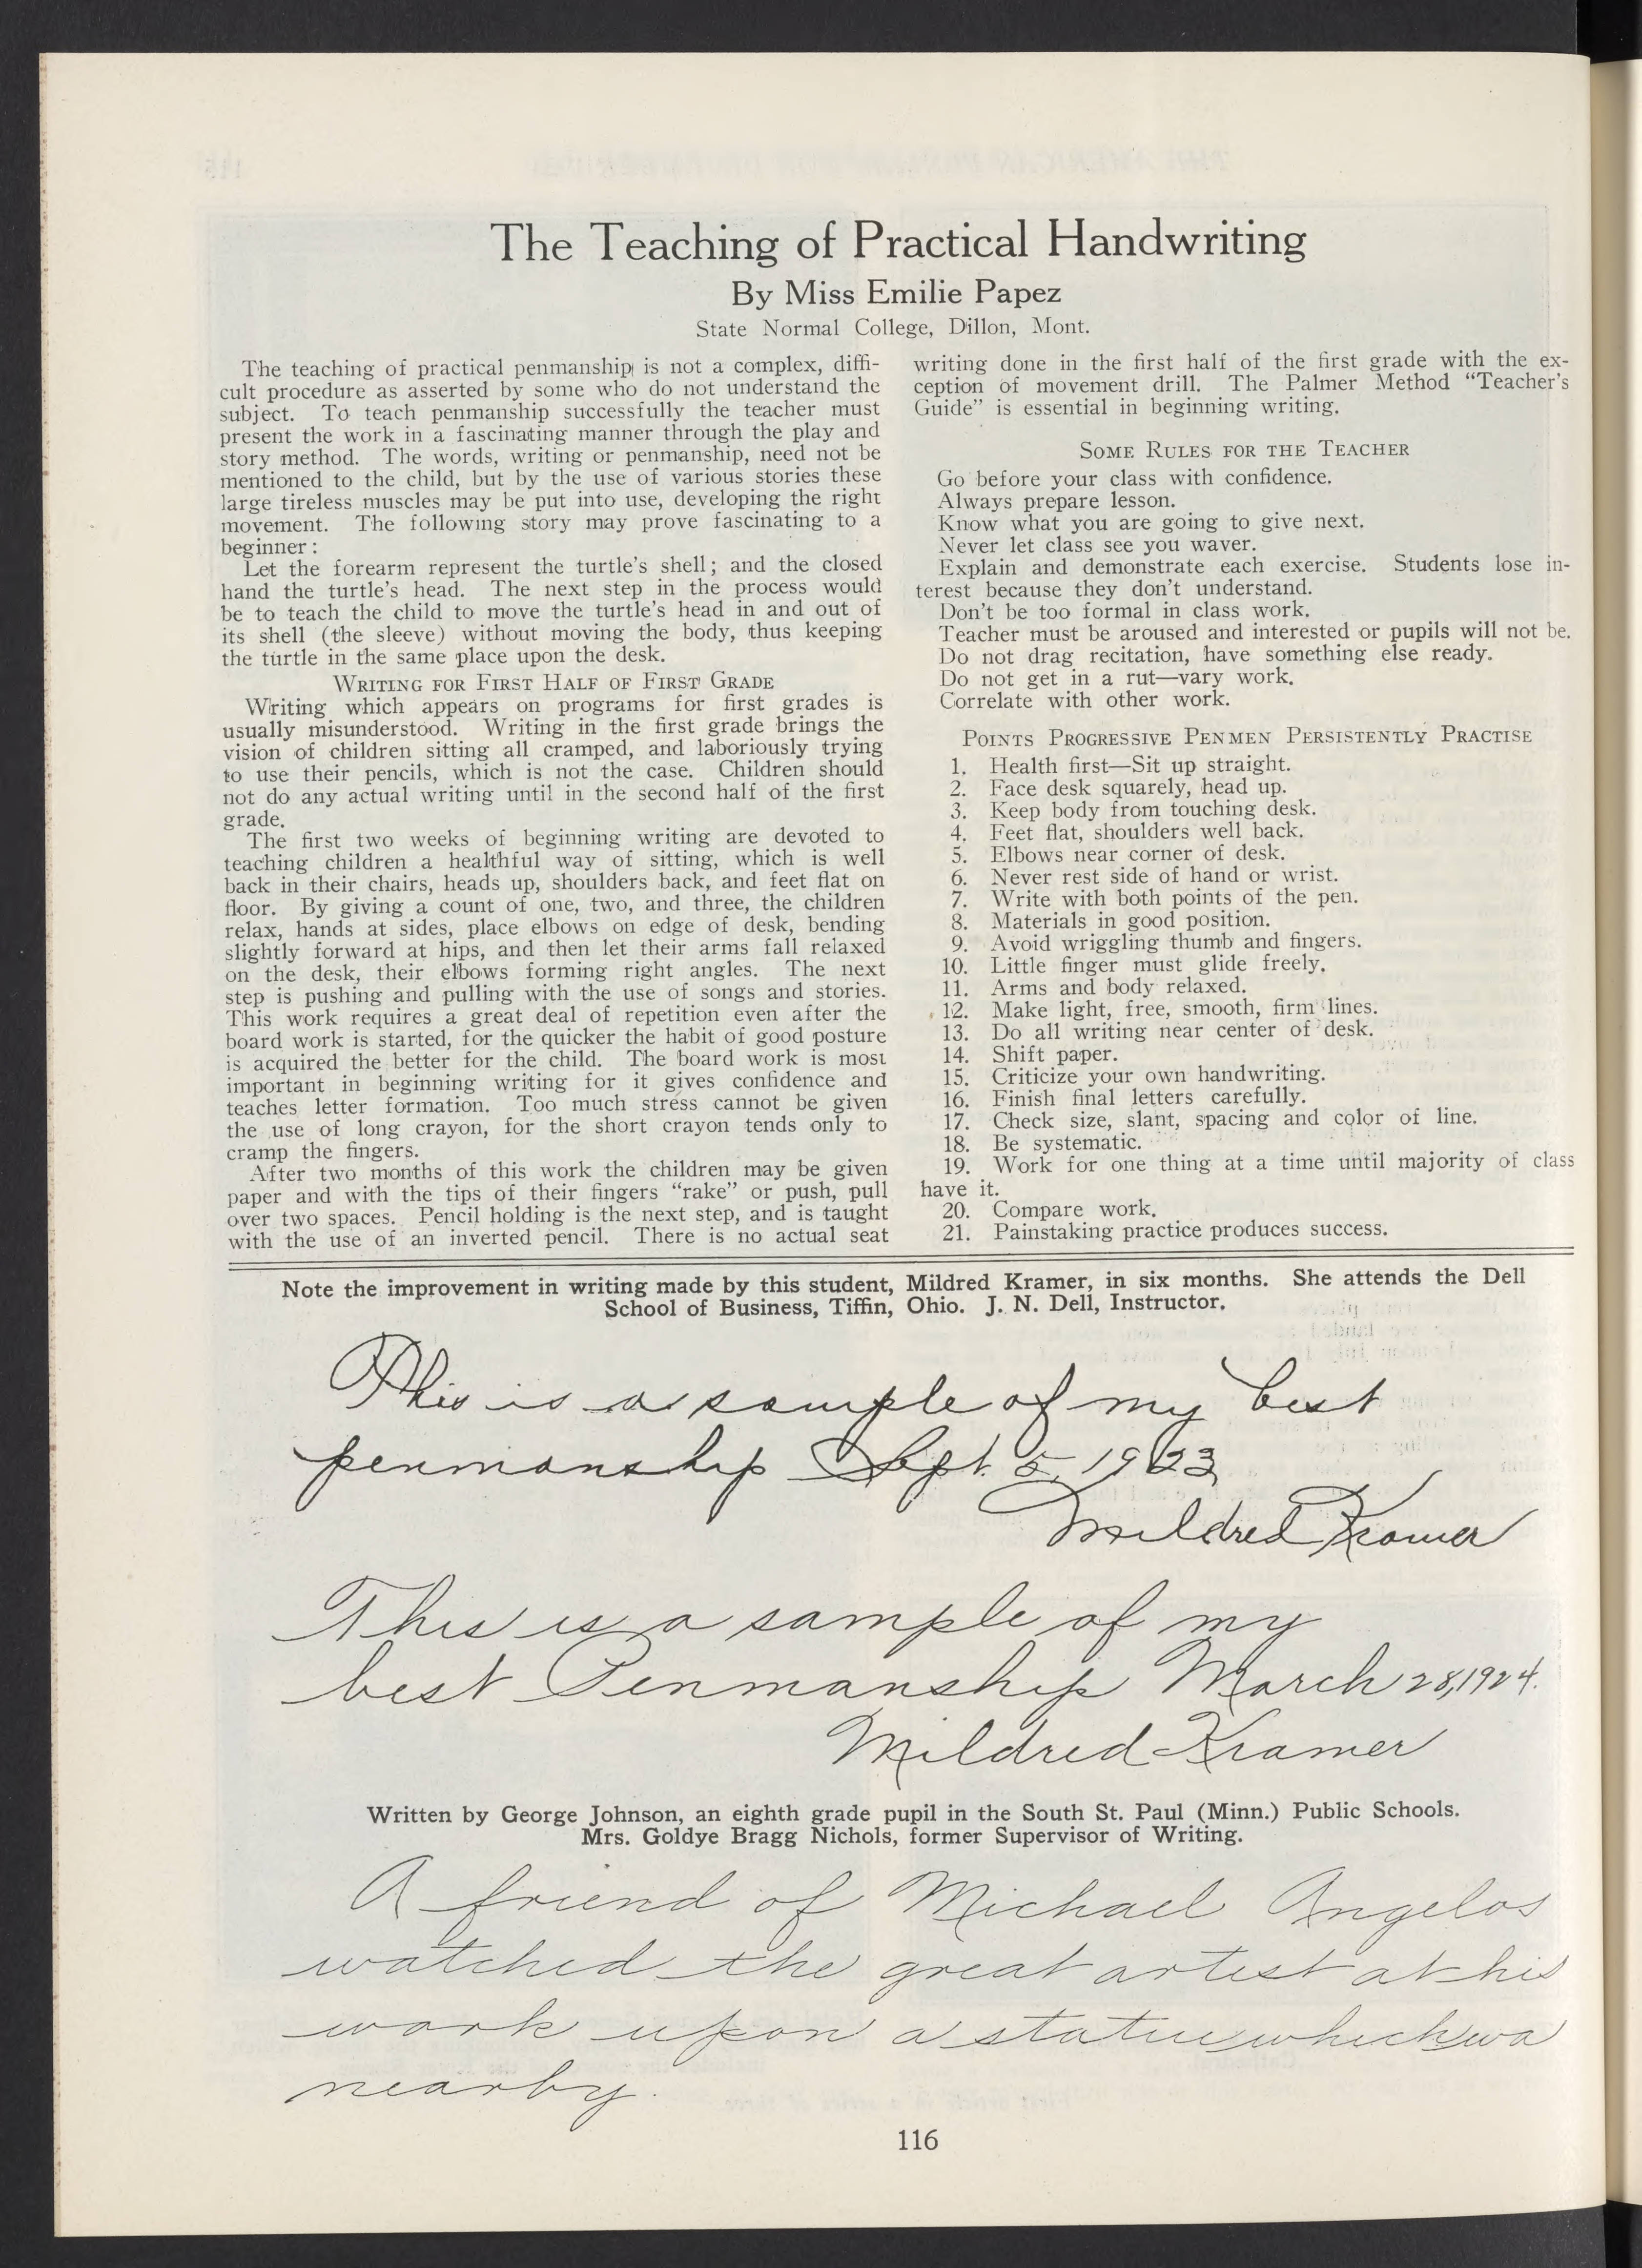 The Teaching of Practical Handwriting
By Miss Emilie Papez
State Normal College, Dillon, Mont.
The teaching of practical penmanship is not a complex, diffi-
cult procedure as asserted by some who do not understand the
subject. To teach penmanship successfully the teacher must
present the work in a fascinating manner through the play and
story method. The words, writing or penmanship, need not be
mentioned to the child, but by the use of various stories these
large tireless muscles may be put into use, developing the right
movement. The following story may prove fascinating to a
beginner:
Let the forearm represent the turtle's shell; and the closed
hand the turtle's head. The next step in the process would
be to teach the child to move the turtle's head in and out of
its shell (the sleeve) without moving the body, thus keeping
the turtle in the same place upon the desk.
WRITING FOR FIRST HALF OF FIRST GRADE
Writing which appears on programs for first grades is
usually misunderstood. Writing in the first grade brings the
vision of children sitting all cramped, and laboriously trying
to use their pencils, which is not the case. Children should
not do any actual writing until in the second half of the first
grade.
The first two weeks of beginning writing are devoted to
teaching children a healthful way of sitting, which is well
back in their chairs, heads up, shoulders back, and feet flat on
floor. By giving a count of one, two, and three, the children
relax, hands at sides, place elbows on edge of desk, bending
slightly forward at hips, and then let their arms fall relaxed
on the desk, their elbows forming right angles. The next
step is pushing and pulling with the use of songs and stories.
This work requires a great deal of repetition even after the
board work is started, for the quicker the habit of good posture
is acquired the better for the child. The board work is most
important in beginning writing for it gives confidence and
teaches letter formation. Too much stress cannot be given
the use of long crayon, for the short crayon tends only to
cramp the fingers.
After two months of this work the children may be given
paper and with the tips of their fingers "rake" or push, pull
over two spaces. Pencil holding is the next step, and is taught
with the use of an inverted pencil. There is no actual seat
writing done in the first half of the first grade with the ex-
ception of movement drill. The Palmer Method "Teacher's
Guide" is essential in beginning writing.
SOME RULES FOR THE TEACHER
Go before your class with confidence.
Always prepare lesson.
Know what you are going to give next.
Never let class see you waver.
Explain and demonstrate each exercise. Students lose in-
terest because they don't understand.
Don't be too formal in class work.
Teacher must be aroused and interested or pupils will not be.
Do not drag recitation, have something else ready.
Do not get in a rut—vary work.
Correlate with other work.
POINTS PROGRESSIVE PENMEN PERSISTENTLY PRACTISE
1. Health first—Sit up straight.
2. Face desk squarely, head up.
3. Keep body from touching desk.
4. Feet flat, shoulders well back.
5. Elbows near corner of desk.
6. Never rest side of hand or wrist.
7. Write with both points of the pen.
8. Materials in good position.
9. Avoid wriggling thumb and fingers.
10. Little finger must glide freely.
11. Arms and body relaxed.
12. Make light, free, smooth, firm lines.
13. Do all writing near center of desk.
14. Shift paper.
15. Criticize your own handwriting.
16. Finish final letters carefully.
17. Check size, slant, spacing and color of line.
18. Be systematic.
19. Work for one thing at a time until majority of class
have it.
20. Compare work.
21. Painstaking practice produces success.
Note the improvement in writing made by this student, Mildred Kramer, in six months. She attends the Dell
School of Business, Tiffin, Ohio. J. N. Dell, Instructor.
This is a sample of my best
penmanship Sept. 5, 1923
Mildred Kramer
This is a sample of my
best Penmanship March 28, 1924.
Mildred Kramer
Written by George Johnson, an eighth grade pupil in the South St. Paul (Minn.) Public Schools.
Mrs. Goldye Bragg Nichols, former Supervisor of Writing.
A friend of Michael Angelos
watched the great artist at his
work upon a statue which wa
nearby.
116